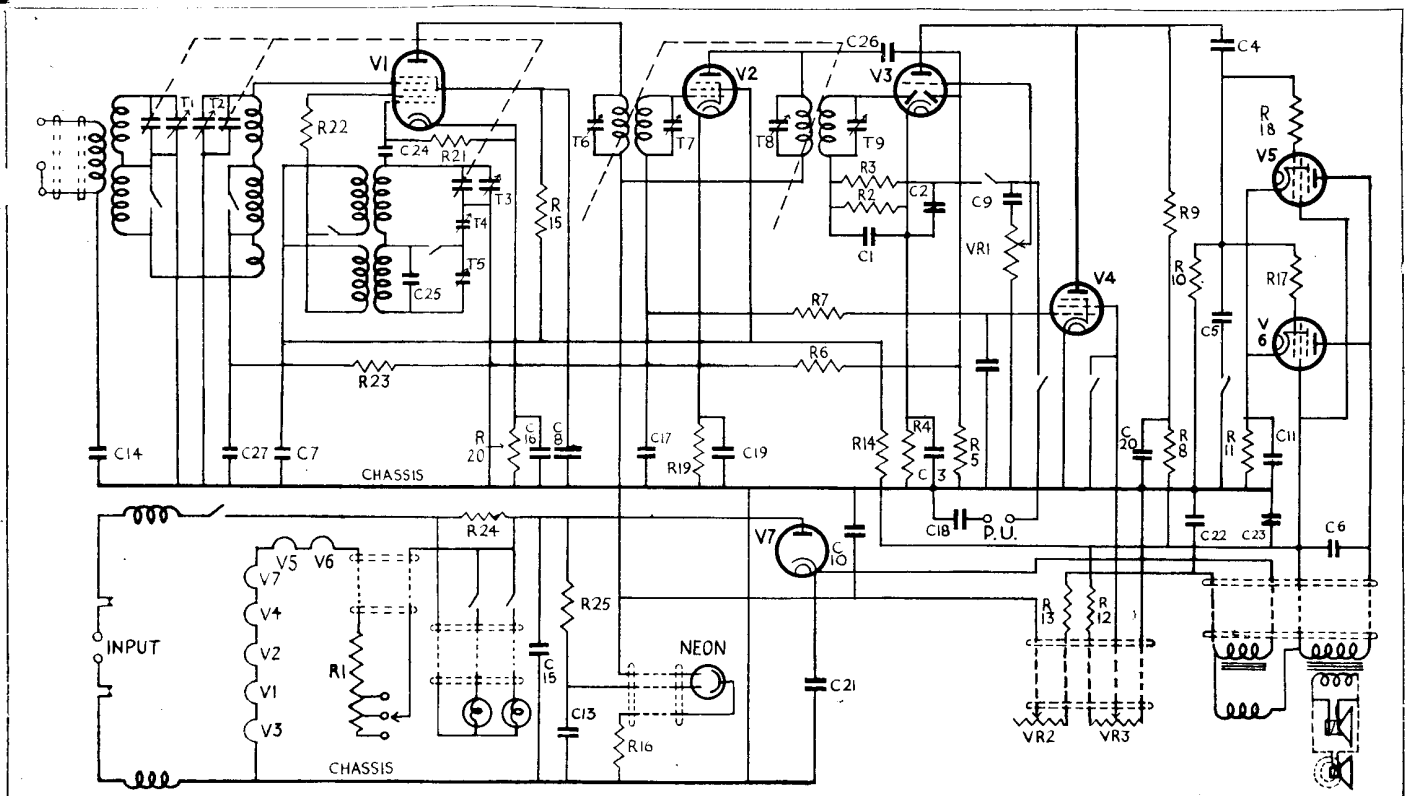 C26
C4
V1
V2
V3
T1
T2
R22
R
18
V5
T6
T7
T8
T9
C24
R21
R3
R2
C2
C9
T3
R
15
T4
R9
C1
VR1
R
10
R17
T5
C25
V4
R7
C5
V
6
R6
R23
C14
C27
C7
R
20
C
16
C
8
C17
R19
C19
R14
R4
C3
R
5
C
20
R
8
R
11
C11
CHASSIS
R24
V7
C
10
C18
P.U.
C22
C23
C6
V5
V6
V7
V4
R25
R
13
R
12
INPUT
V2
NEON
R1
C
15
V1
C21
C13
V3
R16
VR2
VR3
CHASSIS